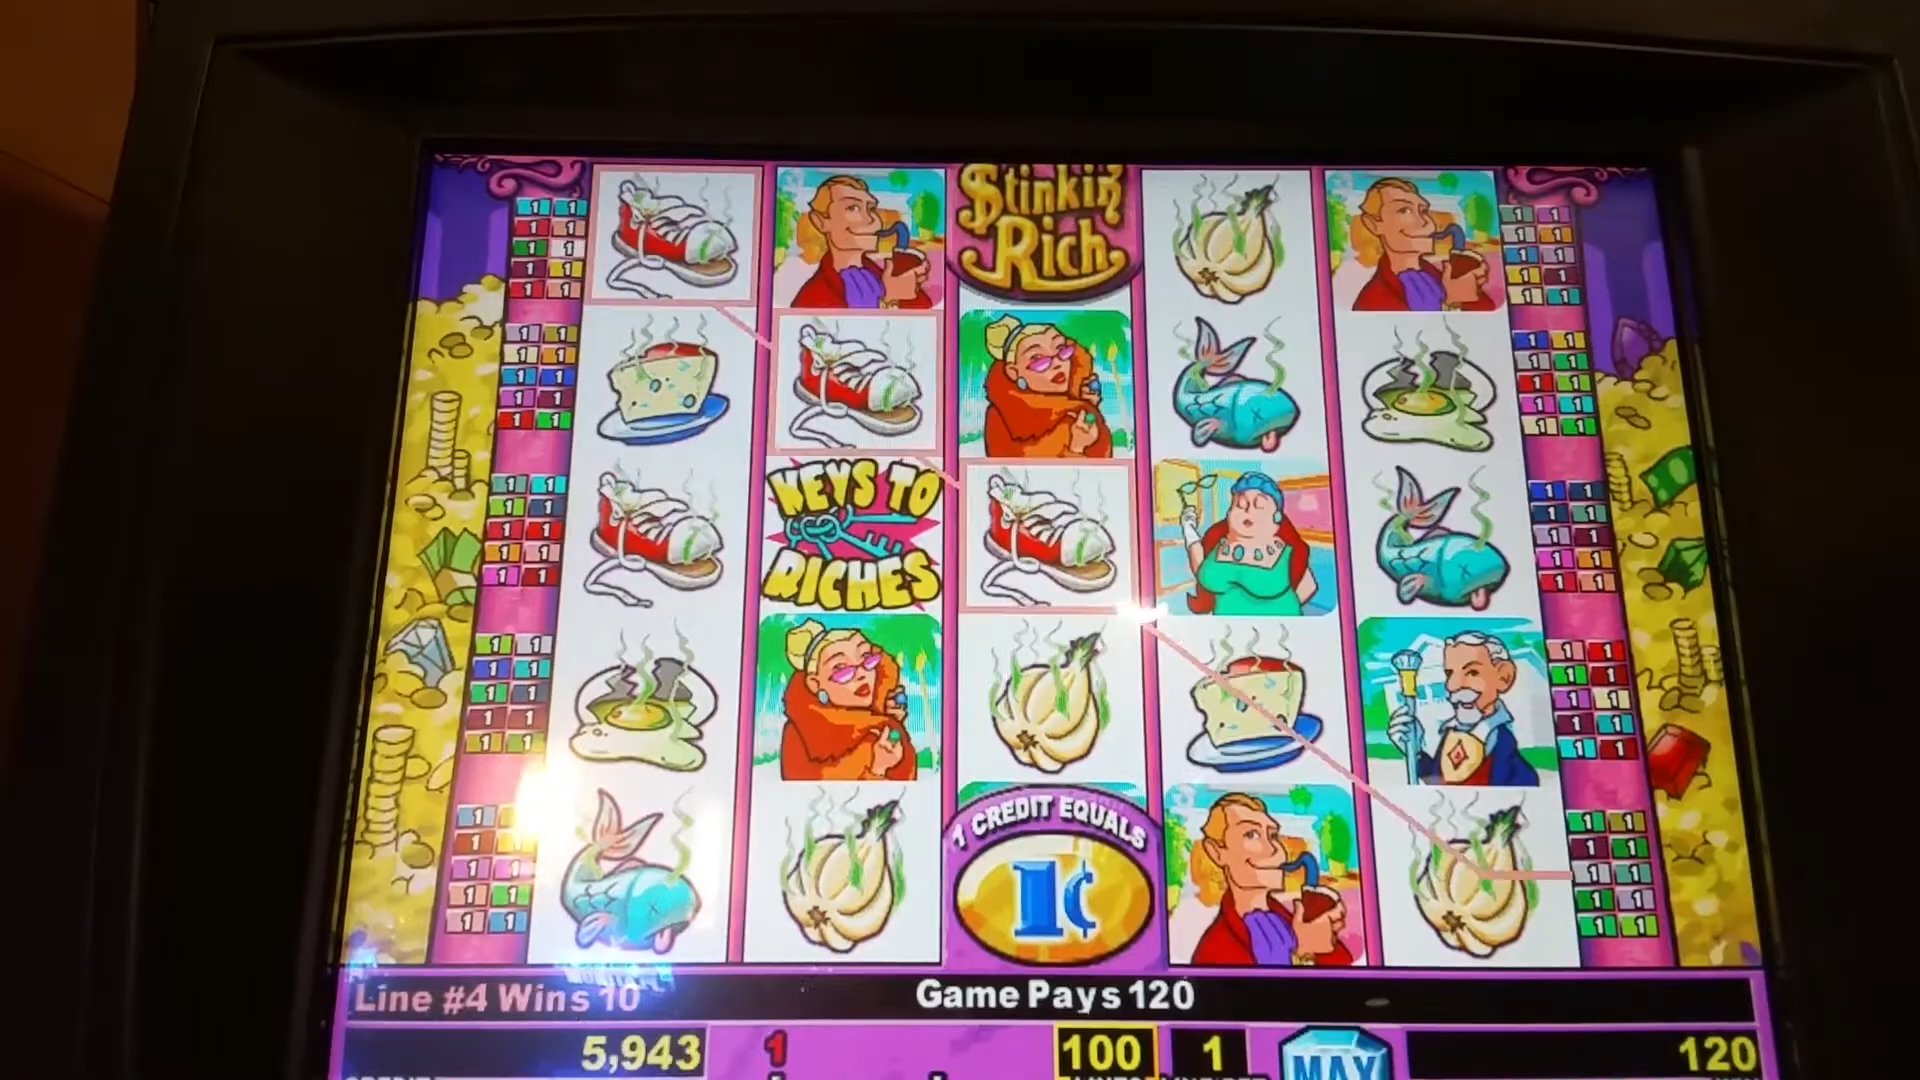 $tinkin
Rich
KEYS TO
RICHES
1 CREDIT EQUALS
1¢
Line #4 Wins 10
Game Pays 120
5,943
1
100
1
MAX
120